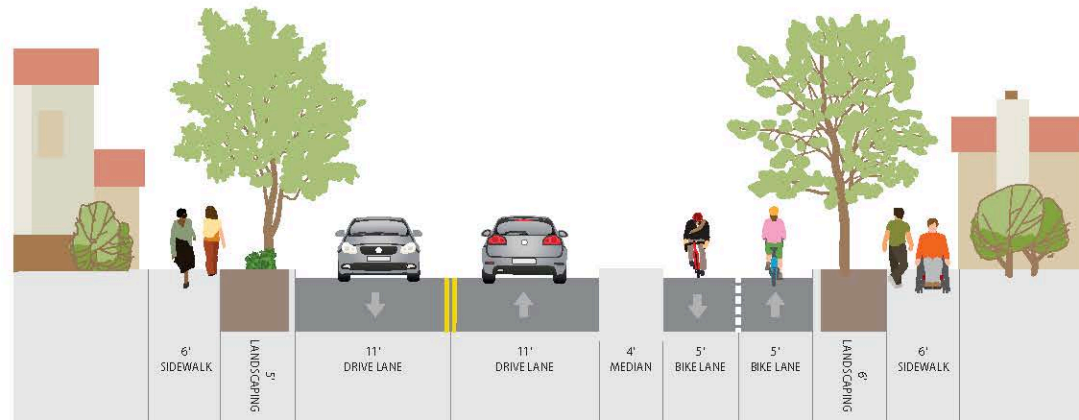 6'
SIDEWALK
5'
LANDSCAPING
11'
DRIVE LANE
11'
DRIVE LANE
4'
MEDIAN
5'
BIKE LANE
5'
BIKE LANE
6'
LANDSCAPING
6'
SIDEWALK